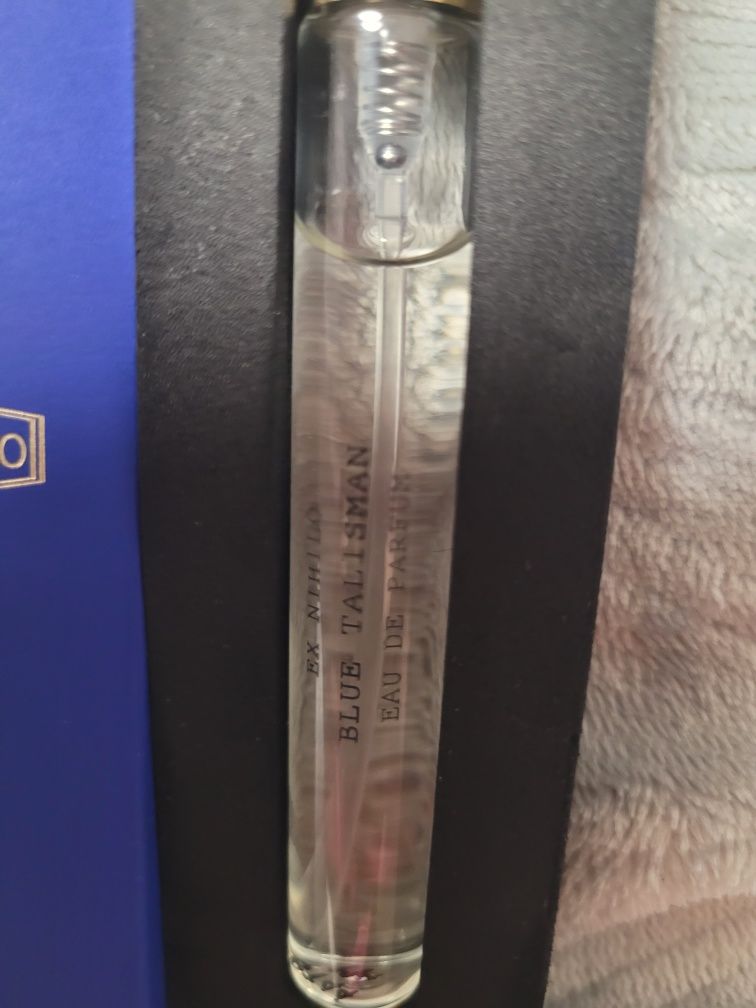 O
EX NIHILO
BLUE TALISMAN
EAU DE PARFUM